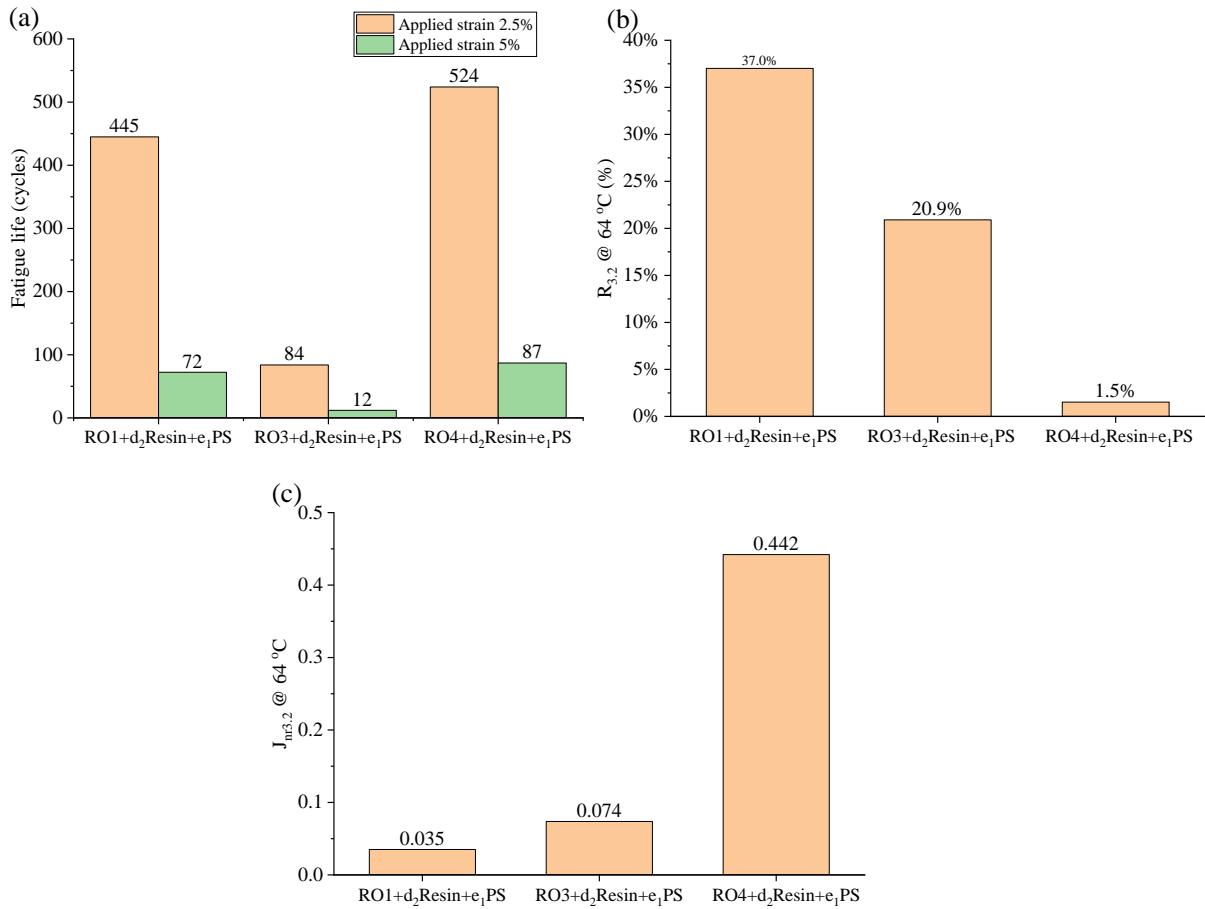 (a)
Applied strain 2.5%
Applied strain 5%
Fatigue life (cycles)
600
500
400
300
200
100
0
445
72
84
12
524
87
RO1+d₂Resin+e₁PS
RO3+d₂Resin+e₁PS
RO4+d₂Resin+e₁PS
(b)
R₃.₂ @ 64 °C (%)
40%
35%
30%
25%
20%
15%
10%
5%
0%
37.0%
20.9%
1.5%
RO1+d₂Resin+e₁PS
RO3+d₂Resin+e₁PS
RO4+d₂Resin+e₁PS
(c)
Jnr3.2 @ 64 °C
0.5
0.4
0.3
0.2
0.1
0.0
0.035
0.074
0.442
RO1+d₂Resin+e₁PS
RO3+d₂Resin+e₁PS
RO4+d₂Resin+e₁PS